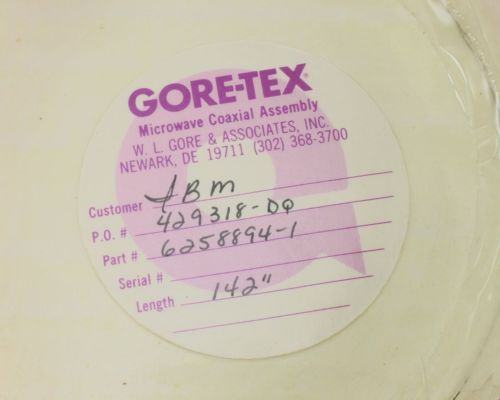 GORE-TEX®
Microwave Coaxial Assembly
W. L. GORE & ASSOCIATES, INC.
NEWARK, DE 19711 (302) 368-3700
Customer IBM
P.O. # 429318-DQ
Part # 6258894-1
Serial #
Length 142"